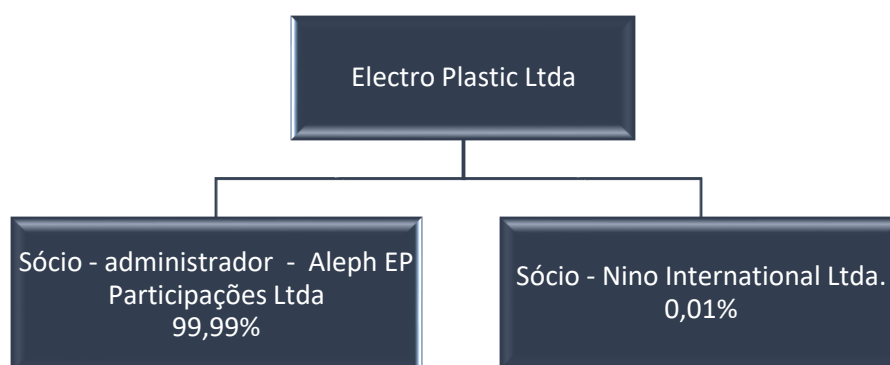 Electro Plastic Ltda
Sócio - administrador - Aleph EP
Participações Ltda
99,99%
Sócio - Nino International Ltda.
0,01%